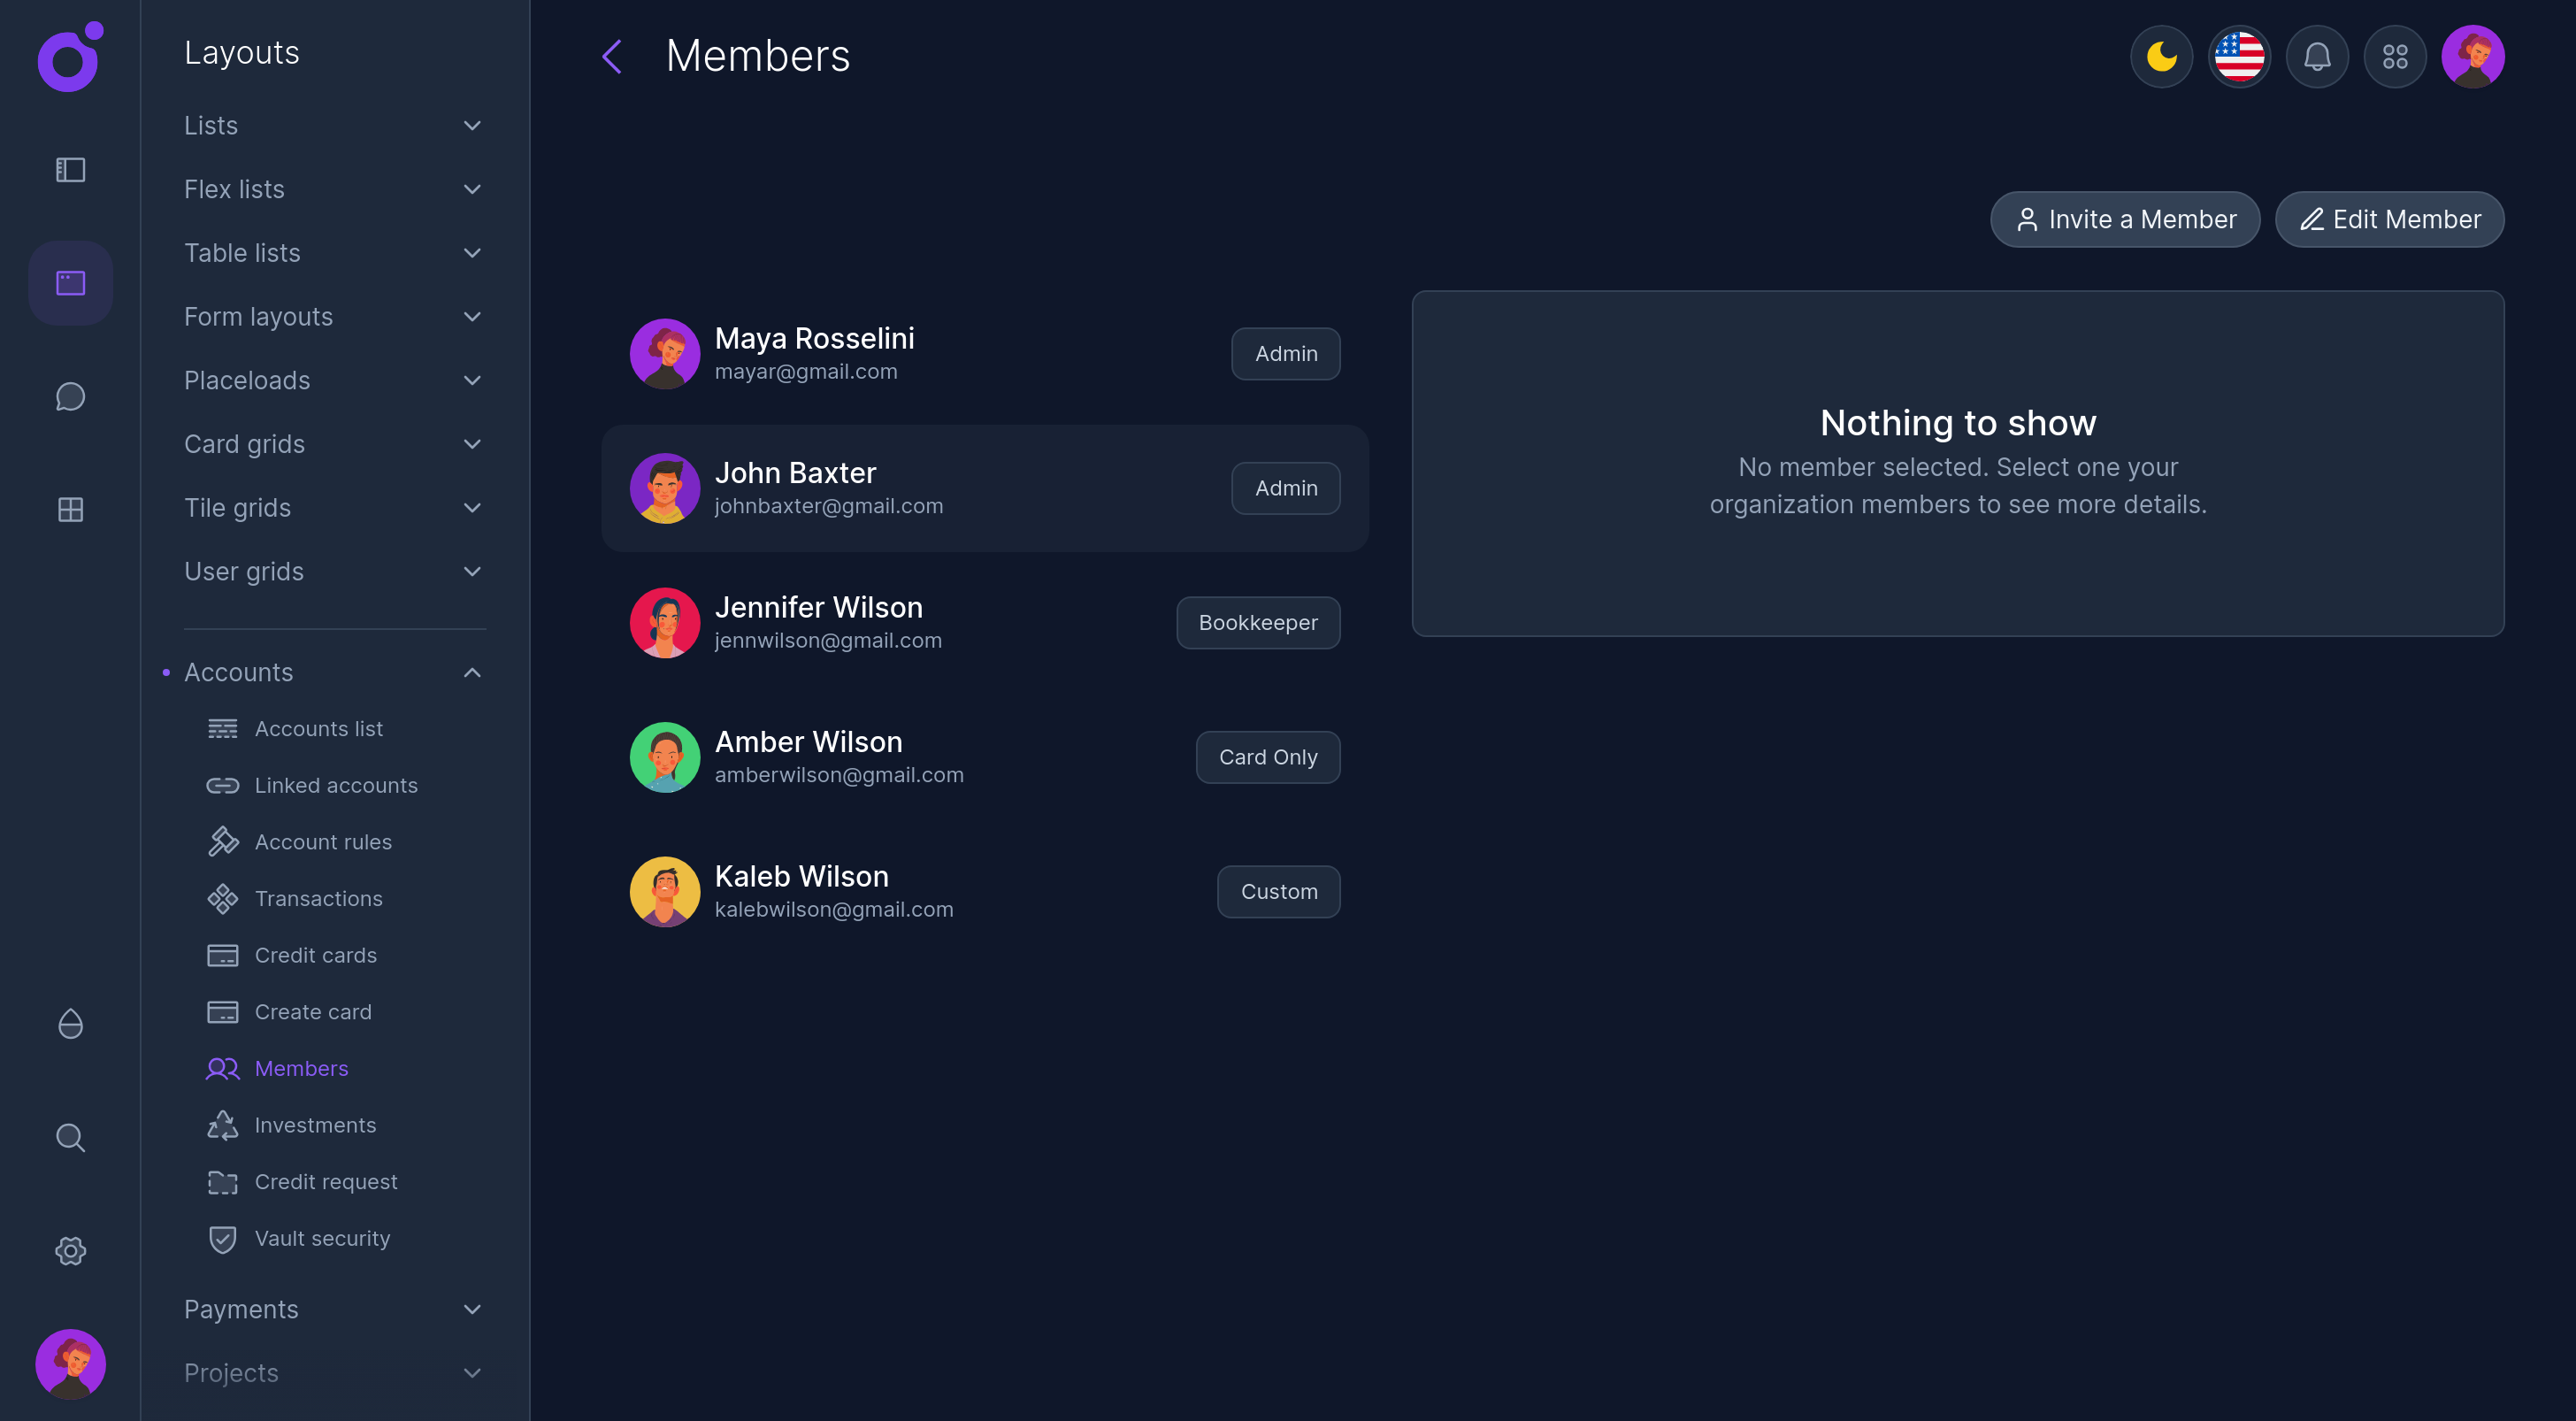 Layouts
Lists
Flex lists
Table lists
Form layouts
Placeloads
Card grids
Tile grids
User grids
Accounts
Accounts list
Linked accounts
Account rules
Transactions
Credit cards
Create card
Members
Investments
Credit request
Vault security
Payments
Projects
Members
Invite a Member
Edit Member
Maya Rosselini
mayar@gmail.com
Admin
John Baxter
johnbaxter@gmail.com
Admin
Jennifer Wilson
jennwilson@gmail.com
Bookkeeper
Amber Wilson
amberwilson@gmail.com
Card Only
Kaleb Wilson
kalebwilson@gmail.com
Custom
Nothing to show
No member selected. Select one your
organization members to see more details.